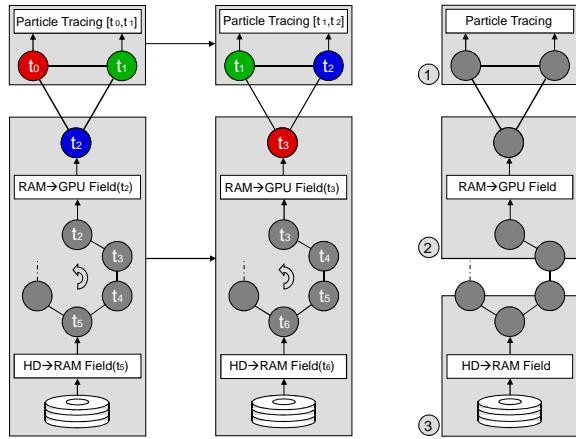 Particle Tracing [t0,t1]
t0
t1
t2
RAM→GPU Field(t2)
t2
t3
t4
t5
HD→RAM Field(t5)
Particle Tracing [t1,t2]
t1
t2
t3
RAM→GPU Field(t3)
t3
t4
t5
t6
HD→RAM Field(t6)
Particle Tracing
1
RAM→GPU Field
2
HD→RAM Field
3